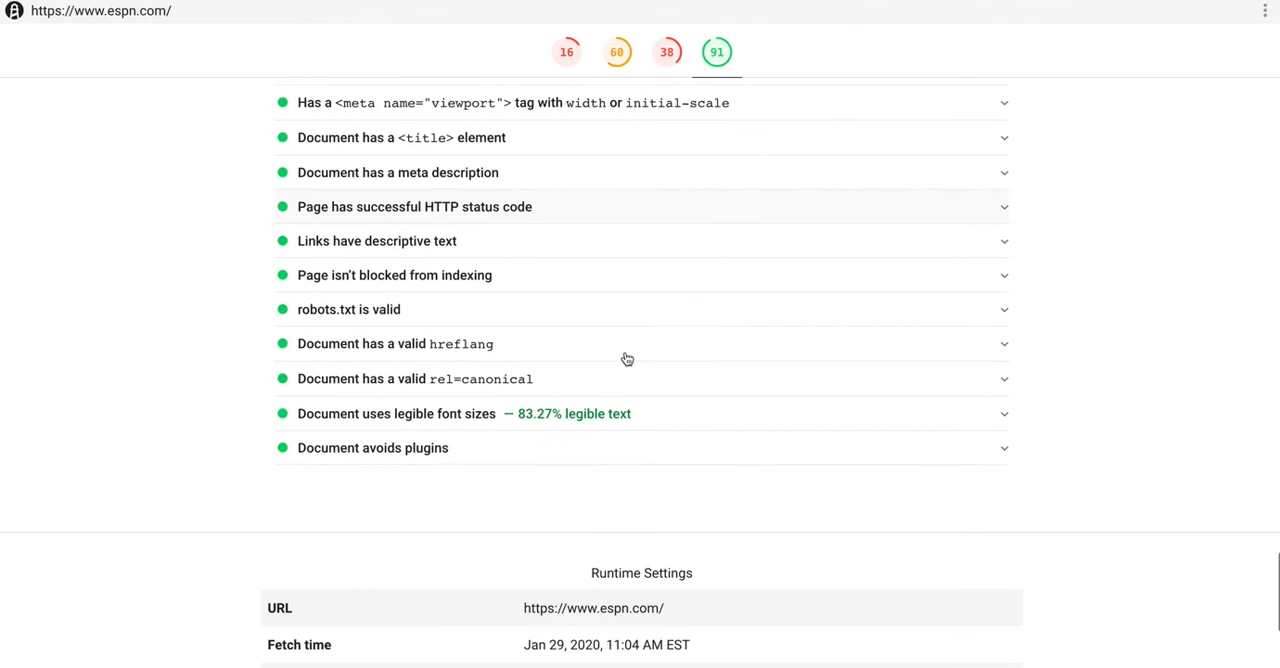 https://www.espn.com/
16 60 38 91
Has a <meta name="viewport"> tag with width or initial-scale
Document has a <title> element
Document has a meta description
Page has successful HTTP status code
Links have descriptive text
Page isn't blocked from indexing
robots.txt is valid
Document has a valid hreflang
Document has a valid rel=canonical
Document uses legible font sizes — 83.27% legible text
Document avoids plugins
Runtime Settings
URL https://www.espn.com/
Fetch time Jan 29, 2020, 11:04 AM EST